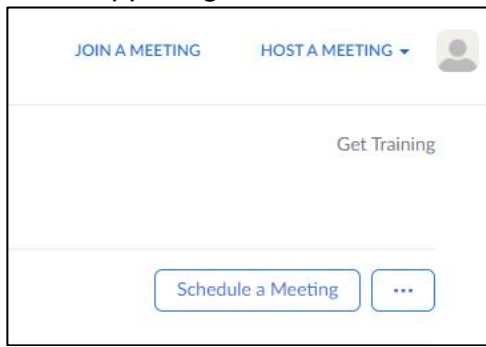 JOIN A MEETING HOST A MEETING
Get Training
Schedule a Meeting ...